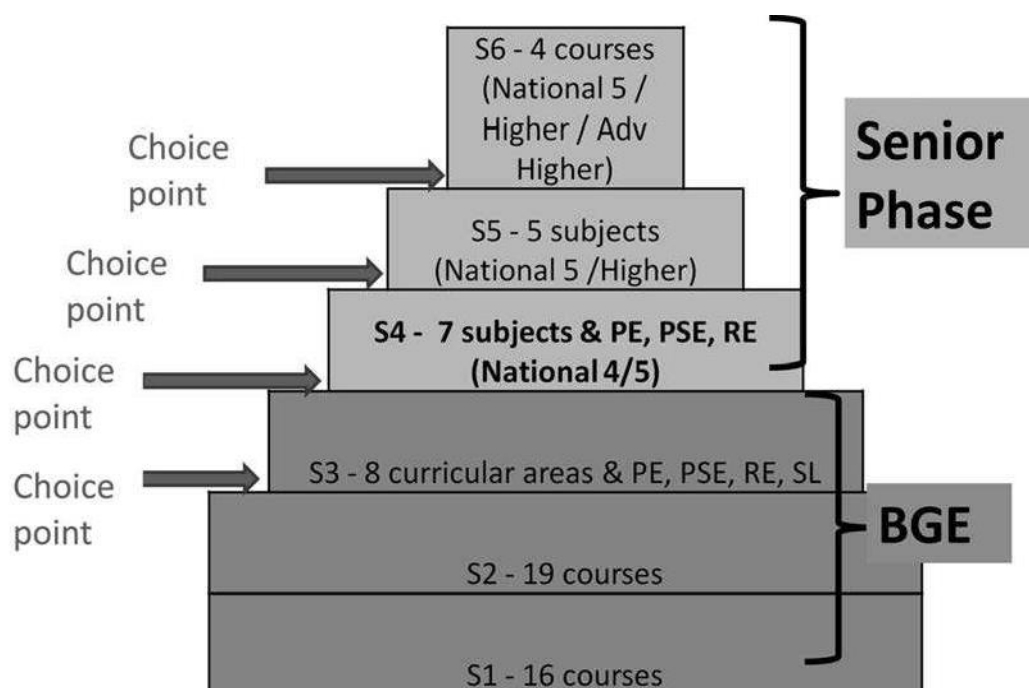 S6 - 4 courses
(National 5 /
Higher / Adv
Higher)
Senior
Phase
Choice
point
S5 - 5 subjects
(National 5 /Higher)
Choice
point
S4 - 7 subjects & PE, PSE, RE
(National 4/5)
Choice
point
S3 - 8 curricular areas & PE, PSE, RE, SL
Choice
point
BGE
S2 - 19 courses
S1 - 16 courses